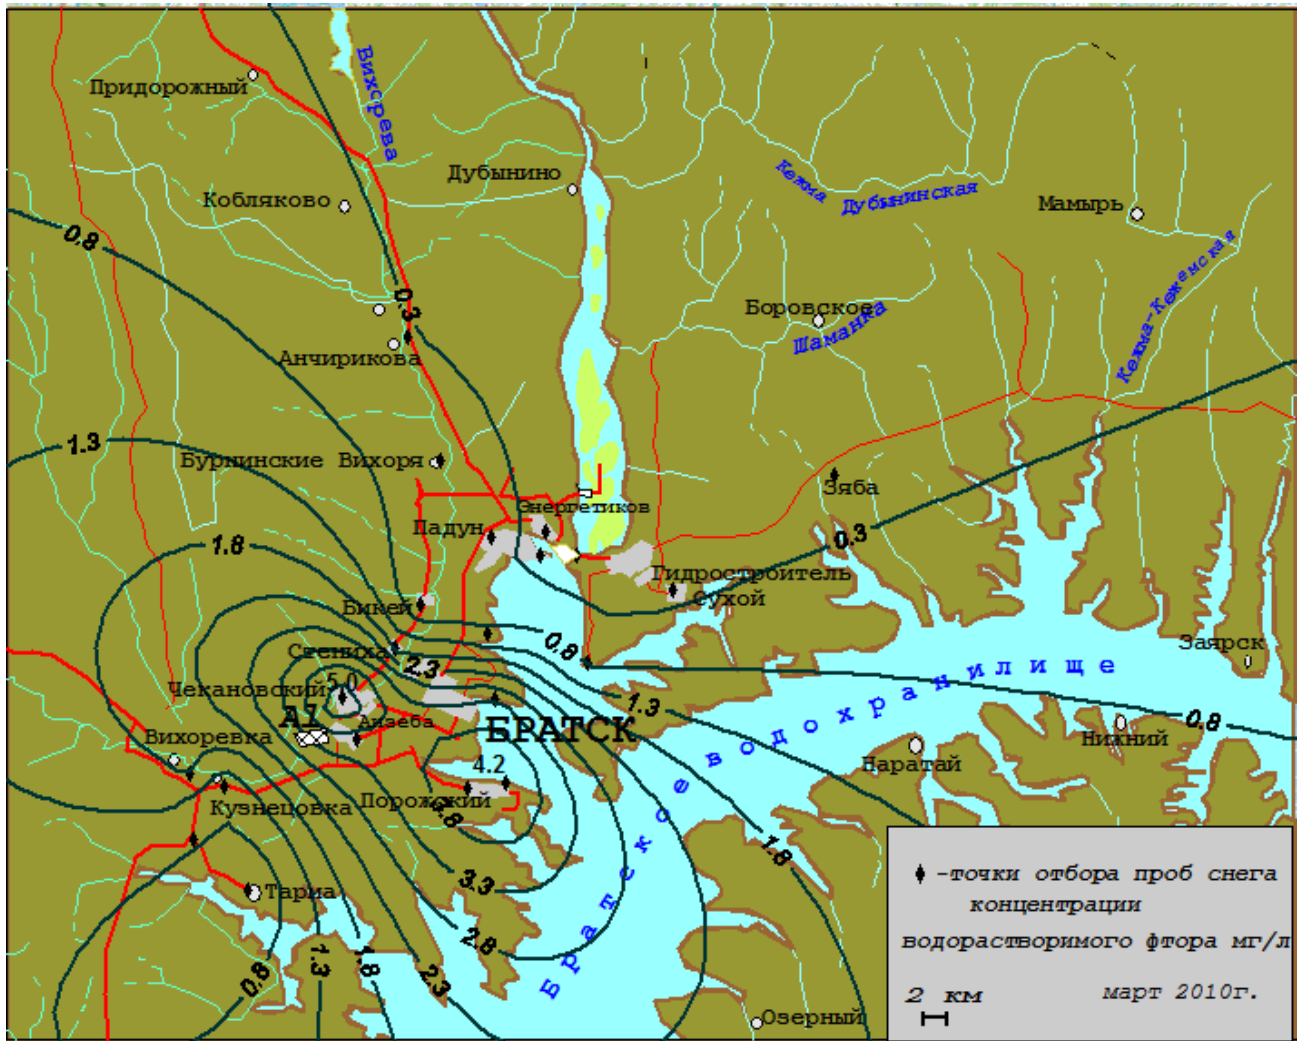 Придорожный
Вихорева
Дубынино
Кобляково
Кежма Дубынинская
Мамырь
0.8
Кежма-Кежемская
0.3
Боровское
Шаманка
Анчирикова
1.3
Бурнинские Вихоря
Зяба
Энергетиков
Падун
0.3
1.8
Гидростроитель
Сухой
Бикей
0.8
Заярск
Стениха
2.3
Чекановский
5.0
1.3
А1
Анзеба
БРАТСК
0.8
Нижний
Вихоревка
Наратай
4.2
Кузнецовка
Порожский
3.8
1.8
Братское водохранилище
3.3
Тарма
2.8
0.8
1.3
1.8
2.3
Озерный
-точки отбора проб снега
концентрации
водорастворимого фтора мг/л
2 км
март 2010г.